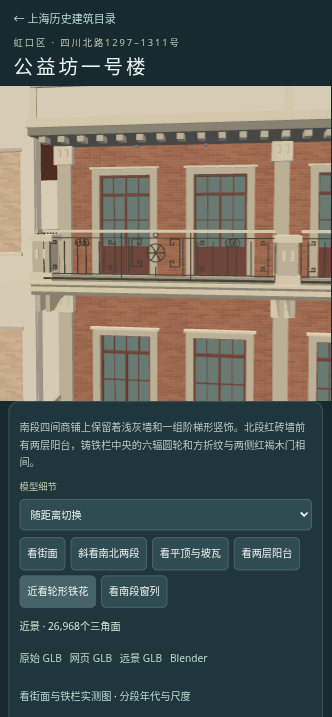 ← 上海历史建筑目录
虹口区 · 四川北路1297–1311号
公益坊一号楼
南段四间商铺上保留着浅灰墙和一组阶梯形竖饰。北段红砖墙前
有两层阳台，铸铁栏中央的六辐圆轮和方折纹与两侧红褐木门相
间。
模型细节
随距离切换
看街面 斜看南北两段 看平顶与坡瓦 看两层阳台
近看轮形铁花 看南段窗列
近景 · 26,968个三角面
原始 GLB 网页 GLB 远景 GLB Blender
看街面与铁栏实测图 · 分段年代与尺度